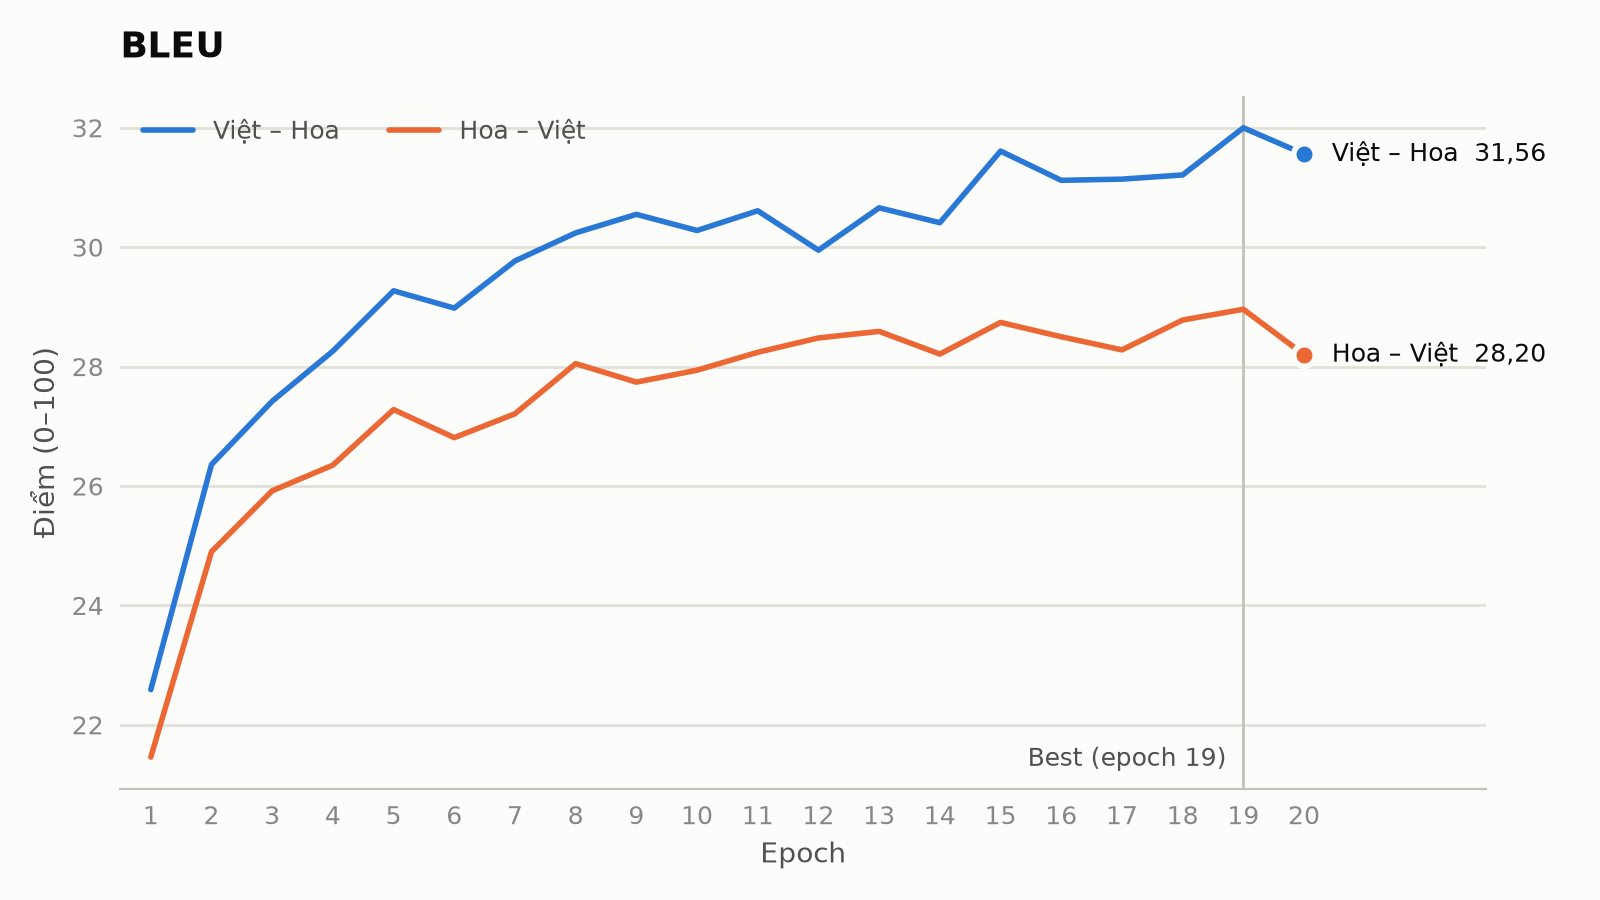 BLEU
Việt – Hoa
Hoa – Việt
32
30
28
26
24
22
Điểm (0–100)
Việt – Hoa 31,56
Hoa – Việt 28,20
Best (epoch 19)
1 2 3 4 5 6 7 8 9 10 11 12 13 14 15 16 17 18 19 20
Epoch